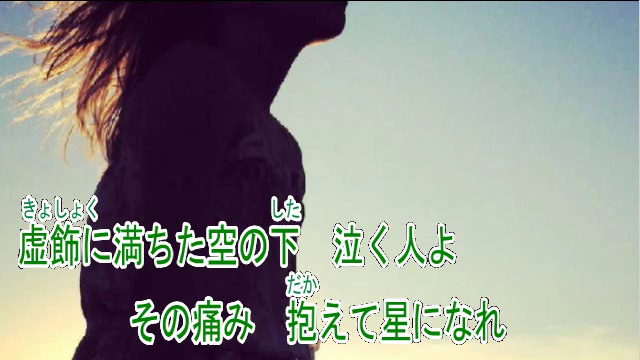 きょしょく　した
虚飾に満ちた空の下　泣く人よ
だか
その痛み　抱えて星になれ